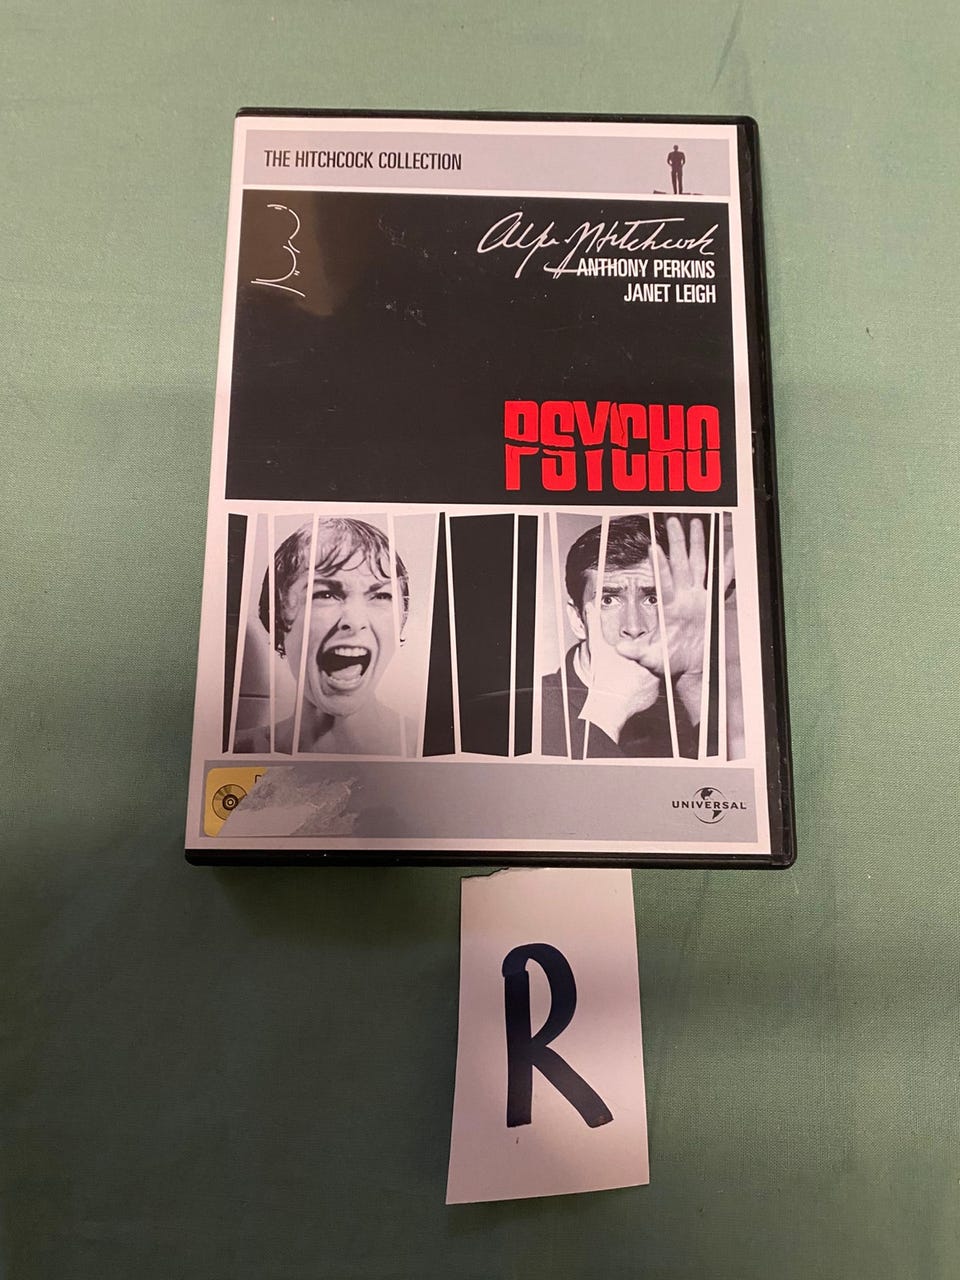 THE HITCHCOCK COLLECTION
Alfred Hitchcock
ANTHONY PERKINS
JANET LEIGH
PSYCHO
UNIVERSAL
R